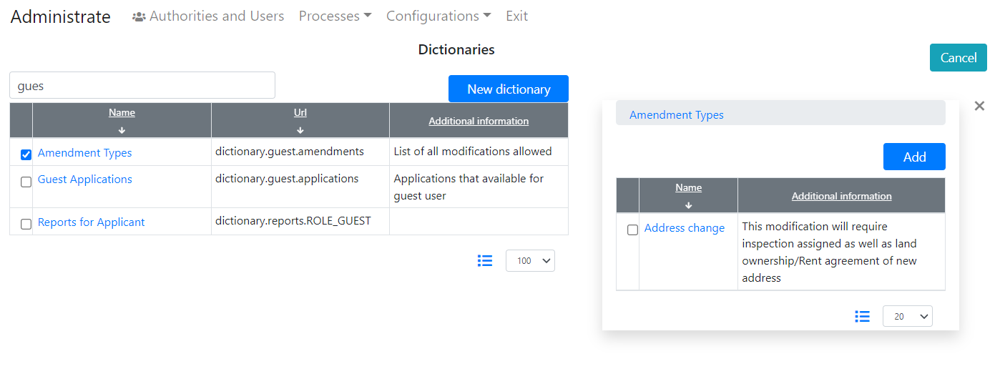 Administrate Authorities and Users Processes Configurations Exit
Dictionaries
Cancel
gues
New dictionary
Name Url Additional information
Amendment Types dictionary.guest.amendments List of all modifications allowed
Guest Applications dictionary.guest.applications Applications that available for
guest user
Reports for Applicant dictionary.reports.ROLE_GUEST
100
Amendment Types
Add
Name Additional information
Address change This modification will require
inspection assigned as well as land
ownership/Rent agreement of new
address
20